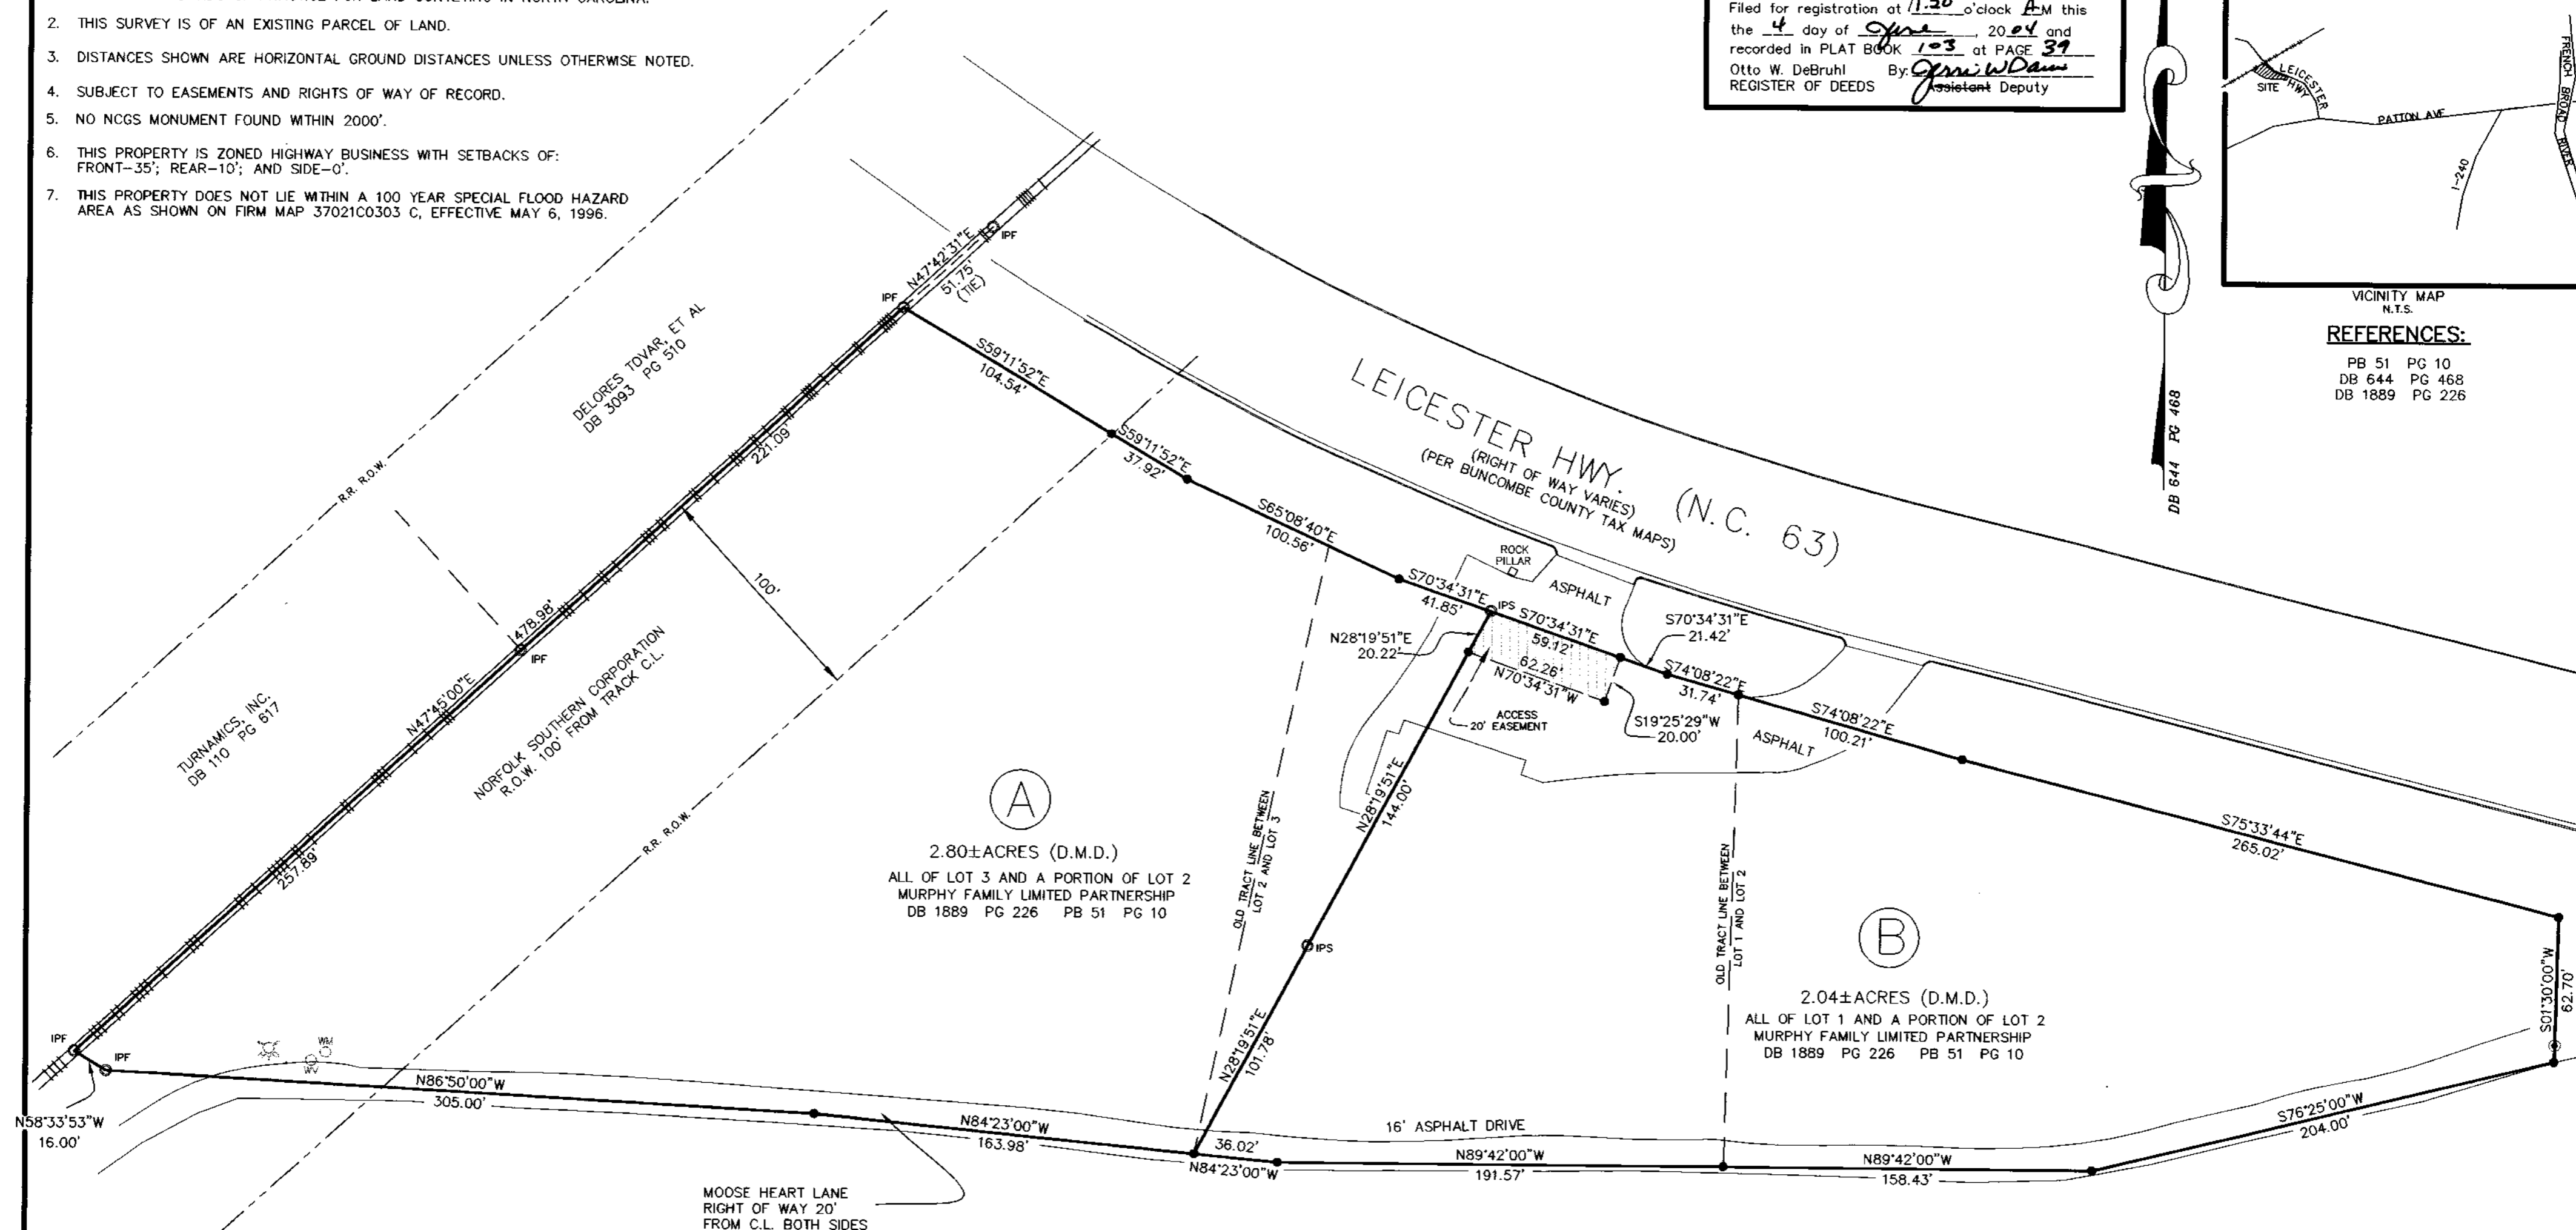 2. THIS SURVEY IS OF AN EXISTING PARCEL OF LAND.
3. DISTANCES SHOWN ARE HORIZONTAL GROUND DISTANCES UNLESS OTHERWISE NOTED.
4. SUBJECT TO EASEMENTS AND RIGHTS OF WAY OF RECORD.
5. NO NCGS MONUMENT FOUND WITHIN 2000'.
6. THIS PROPERTY IS ZONED HIGHWAY BUSINESS WITH SETBACKS OF:
FRONT-35'; REAR-10'; AND SIDE-0'.
7. THIS PROPERTY DOES NOT LIE WITHIN A 100 YEAR SPECIAL FLOOD HAZARD
AREA AS SHOWN ON FIRM MAP 37021C0303 C, EFFECTIVE MAY 6, 1996.
Filed for registration at 11:20 o'clock AM this
the 4 day of June, 2004 and
recorded in PLAT BOOK 103 at PAGE 39
Otto W. DeBruhl By:
REGISTER OF DEEDS Assistant Deputy
LEICESTER
HWY
SITE
PATTON AVE
I-240
FRENCH BROAD RIVER
VICINITY MAP
N.T.S.
REFERENCES:
PB 51 PG 10
DB 644 PG 468
DB 1889 PG 226
DB 644 PG 468
N47°42'31"E
51.75'
(TIE)
IPF
IPF
DELORES TOVAR, ET AL
DB 3093 PG 510
R.R. R.O.W.
221.09'
478.98'
IPF
N47°45'00"E
100'
TURNAMICS, INC.
DB 110 PG 617
NORFOLK SOUTHERN CORPORATION
R.O.W. 100' FROM TRACK C.L.
R.R. R.O.W.
257.89'
S59°11'52"E
104.54'
S59°11'52"E
37.92'
S65°08'40"E
100.56'
LEICESTER HWY. (N.C. 63)
(RIGHT OF WAY VARIES)
(PER BUNCOMBE COUNTY TAX MAPS)
ROCK
PILLAR
ASPHALT
S70°34'31"E
41.85'
IPS
S70°34'31"E
59.12'
S70°34'31"E
21.42'
N28°19'51"E
20.22'
62.26'
N70°34'31"W
S74°08'22"E
31.74'
ACCESS
20' EASEMENT
S19°25'29"W
20.00'
ASPHALT
S74°08'22"E
100.21'
S75°33'44"E
265.02'
N28°19'51"E
144.00'
IPS
N28°19'51"E
101.78'
OLD TRACT LINE BETWEEN
LOT 2 AND LOT 3
OLD TRACT LINE BETWEEN
LOT 1 AND LOT 2
A
2.80±ACRES (D.M.D.)
ALL OF LOT 3 AND A PORTION OF LOT 2
MURPHY FAMILY LIMITED PARTNERSHIP
DB 1889 PG 226 PB 51 PG 10
B
2.04±ACRES (D.M.D.)
ALL OF LOT 1 AND A PORTION OF LOT 2
MURPHY FAMILY LIMITED PARTNERSHIP
DB 1889 PG 226 PB 51 PG 10
S01°30'00"W
62.70'
IPF
IPF
WM
WV
N58°33'53"W
16.00'
N86°50'00"W
305.00'
N84°23'00"W
163.98'
36.02'
N84°23'00"W
16' ASPHALT DRIVE
N89°42'00"W
191.57'
N89°42'00"W
158.43'
S76°25'00"W
204.00'
MOOSE HEART LANE
RIGHT OF WAY 20'
FROM C.L. BOTH SIDES